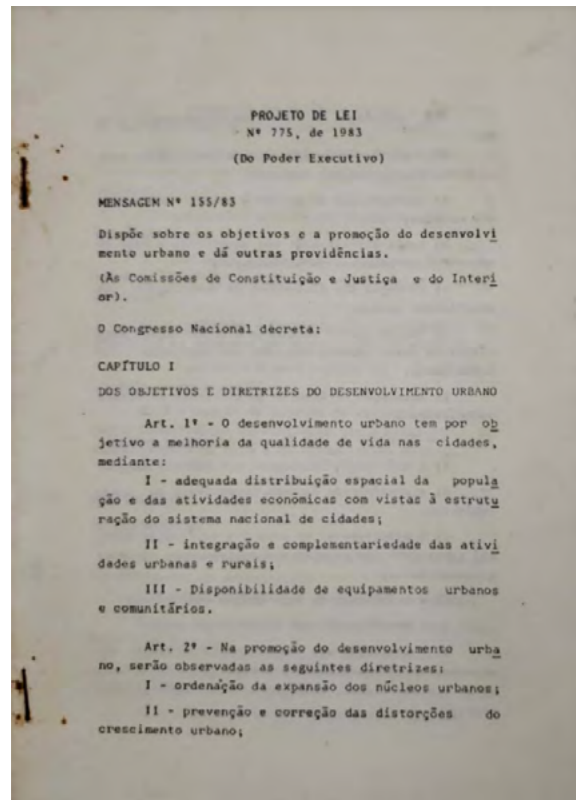 PROJETO DE LEI
Nº 775, de 1983
(Do Poder Executivo)
MENSAGEM Nº 155/83
Dispõe sobre os objetivos e a promoção do desenvolvi
mento urbano e dá outras providências.
(Às Comissões de Constituição e Justiça e do Interi
or).
O Congresso Nacional decreta:
CAPÍTULO I
DOS OBJETIVOS E DIRETRIZES DO DESENVOLVIMENTO URBANO
Art. 1º - O desenvolvimento urbano tem por ob
jetivo a melhoria da qualidade de vida nas cidades,
mediante:
I - adequada distribuição espacial da popula
ção e das atividades econômicas com vistas à estrutu
ração do sistema nacional de cidades;
II - integração e complementariedade das ativi
dades urbanas e rurais;
III - Disponibilidade de equipamentos urbanos
e comunitários.
Art. 2º - Na promoção do desenvolvimento urba
no, serão observadas as seguintes diretrizes:
I - ordenação da expansão dos núcleos urbanos;
II - prevenção e correção das distorções do
crescimento urbano;